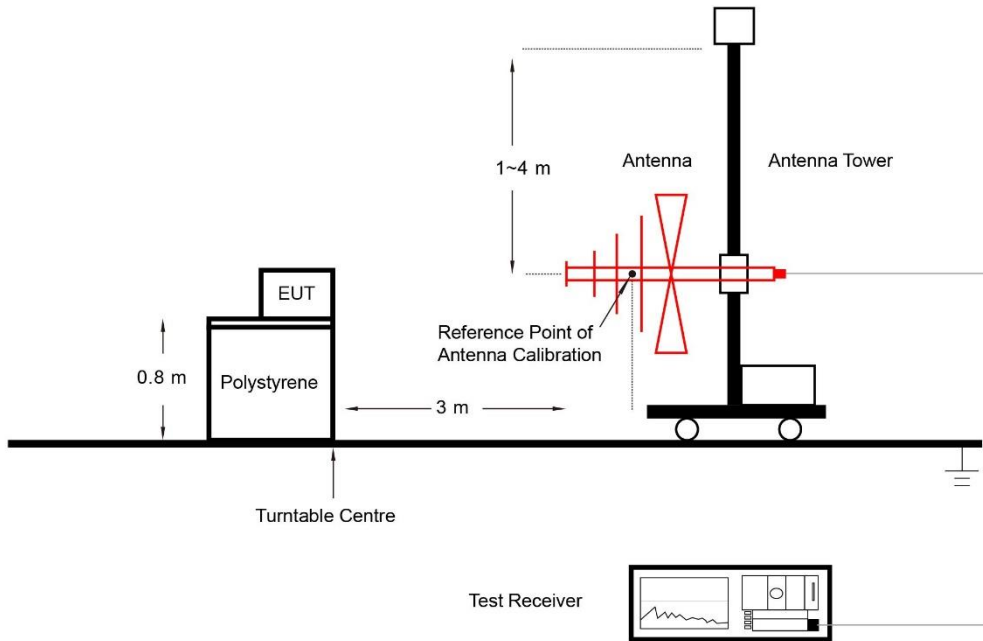 1~4 m
Antenna
Antenna Tower
EUT
Reference Point of
Antenna Calibration
0.8 m
Polystyrene
3 m
Turntable Centre
Test Receiver